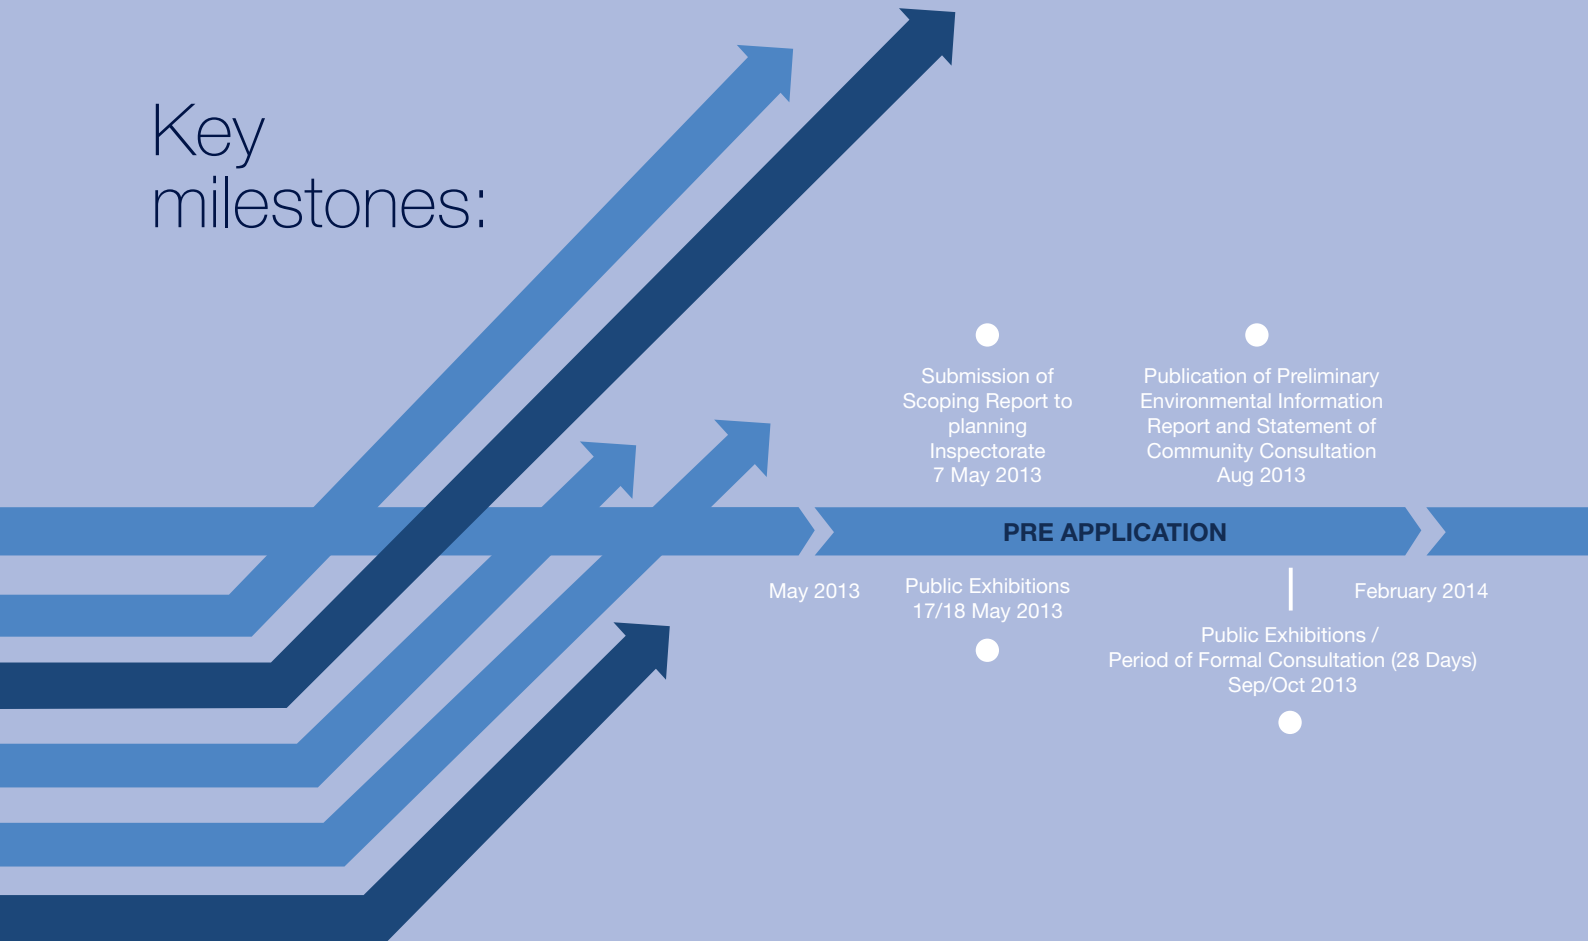 Key
milestones:
Submission of
Scoping Report to
planning
Inspectorate
7 May 2013
Publication of Preliminary
Environmental Information
Report and Statement of
Community Consultation
Aug 2013
PRE APPLICATION
May 2013
Public Exhibitions
17/18 May 2013
February 2014
Public Exhibitions /
Period of Formal Consultation (28 Days)
Sep/Oct 2013